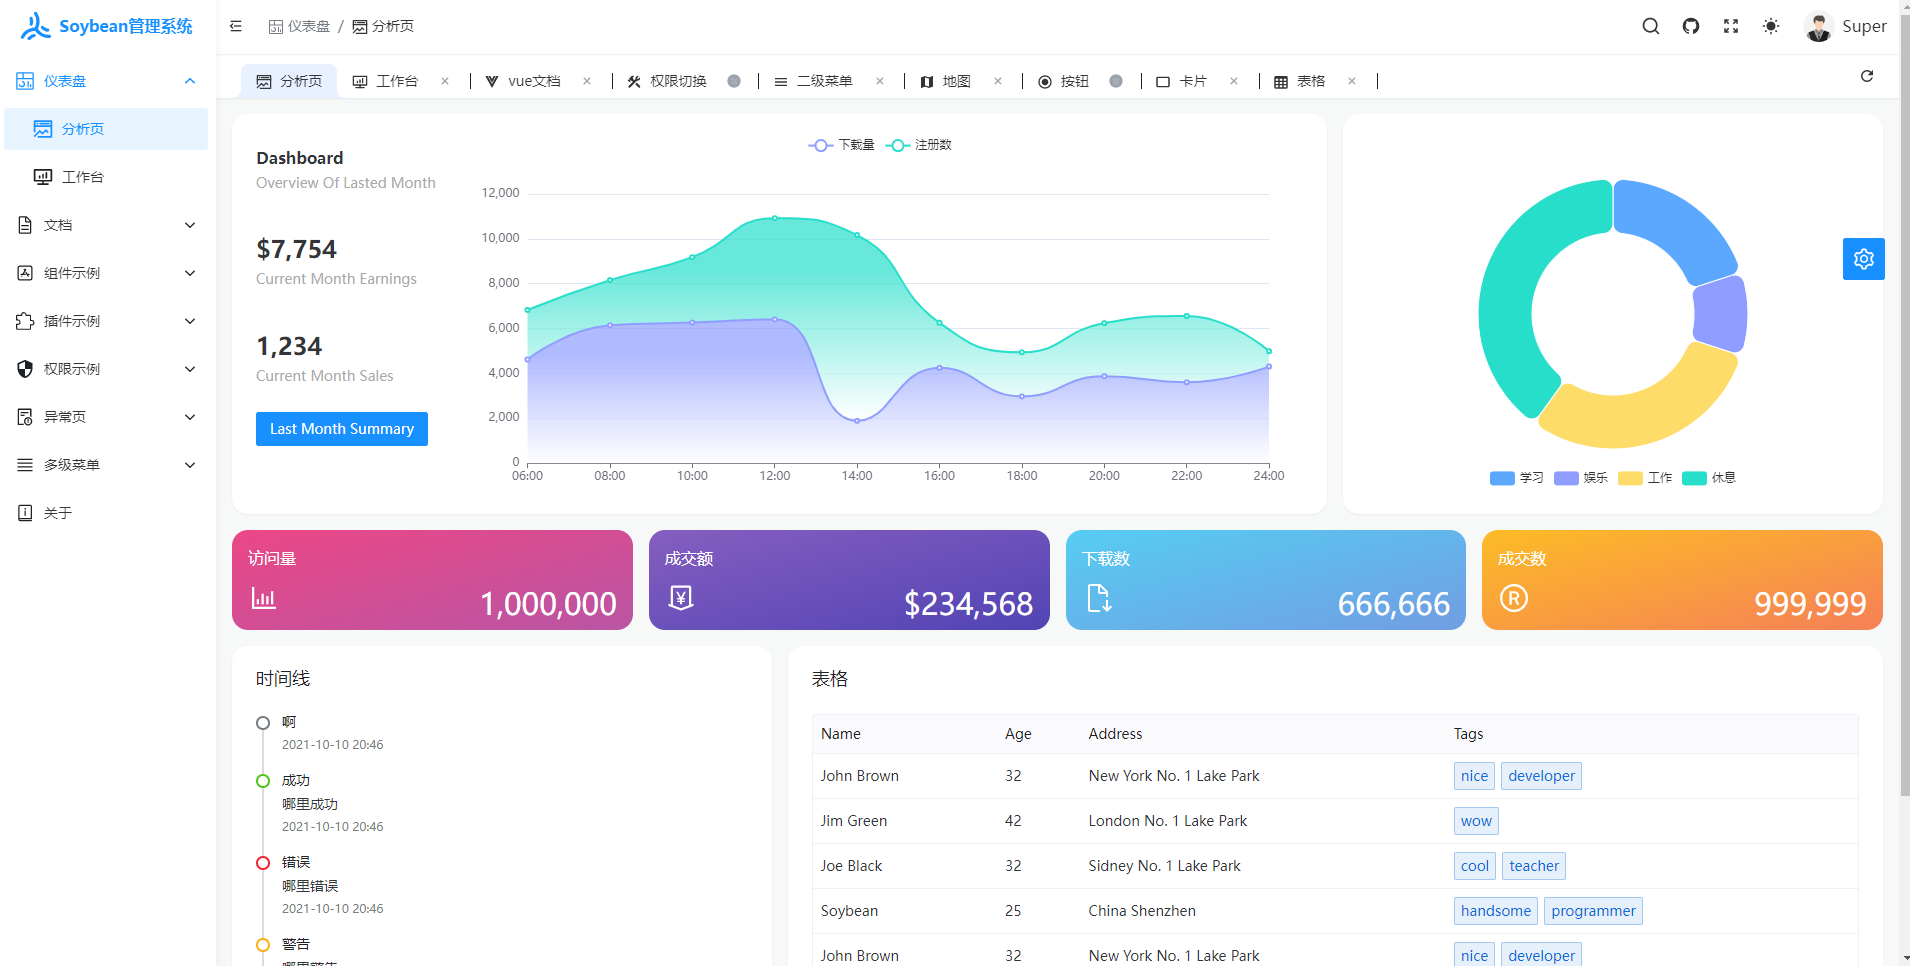 Soybean管理系统
仪表盘 / 分析页
Super
仪表盘
分析页
工作台
文档
组件示例
插件示例
权限示例
异常页
多级菜单
关于
分析页
工作台
vue文档
权限切换
二级菜单
地图
按钮
卡片
表格
Dashboard
Overview Of Lasted Month
$7,754
Current Month Earnings
1,234
Current Month Sales
Last Month Summary
下载量 注册数
12,000
10,000
8,000
6,000
4,000
2,000
0
06:00 08:00 10:00 12:00 14:00 16:00 18:00 20:00 22:00 24:00
学习 娱乐 工作 休息
访问量
1,000,000
成交额
$234,568
下载数
666,666
成交数
999,999
时间线
啊
2021-10-10 20:46
成功
哪里成功
2021-10-10 20:46
错误
哪里错误
2021-10-10 20:46
警告
哪里警告
表格
Name Age Address Tags
John Brown 32 New York No. 1 Lake Park nice developer
Jim Green 42 London No. 1 Lake Park wow
Joe Black 32 Sidney No. 1 Lake Park cool teacher
Soybean 25 China Shenzhen handsome programmer
John Brown 32 New York No. 1 Lake Park nice developer